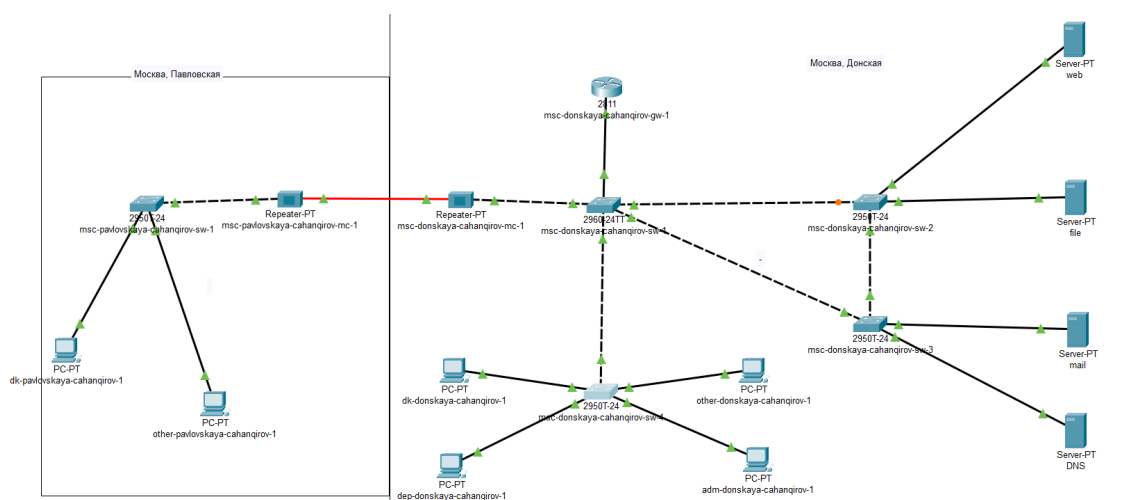 Москва, Павловская
Москва, Донская
Server-PT
web
2811
msc-donskaya-cahanqirov-gw-1
2950T-24
msc-pavlovskaya-cahanqirov-sw-1
Repeater-PT
msc-pavlovskaya-cahanqirov-mc-1
Repeater-PT
msc-donskaya-cahanqirov-mc-1
2960-24TT
msc-donskaya-cahanqirov-sw-1
2950T-24
msc-donskaya-cahanqirov-sw-2
Server-PT
file
PC-PT
dk-pavlovskaya-cahanqirov-1
PC-PT
other-pavlovskaya-cahanqirov-1
2950T-24
msc-donskaya-cahanqirov-sw-3
Server-PT
mail
PC-PT
dk-donskaya-cahanqirov-1
2950T-24
msc-donskaya-cahanqirov-sw-4
PC-PT
other-donskaya-cahanqirov-1
PC-PT
dep-donskaya-cahanqirov-1
PC-PT
adm-donskaya-cahanqirov-1
Server-PT
DNS